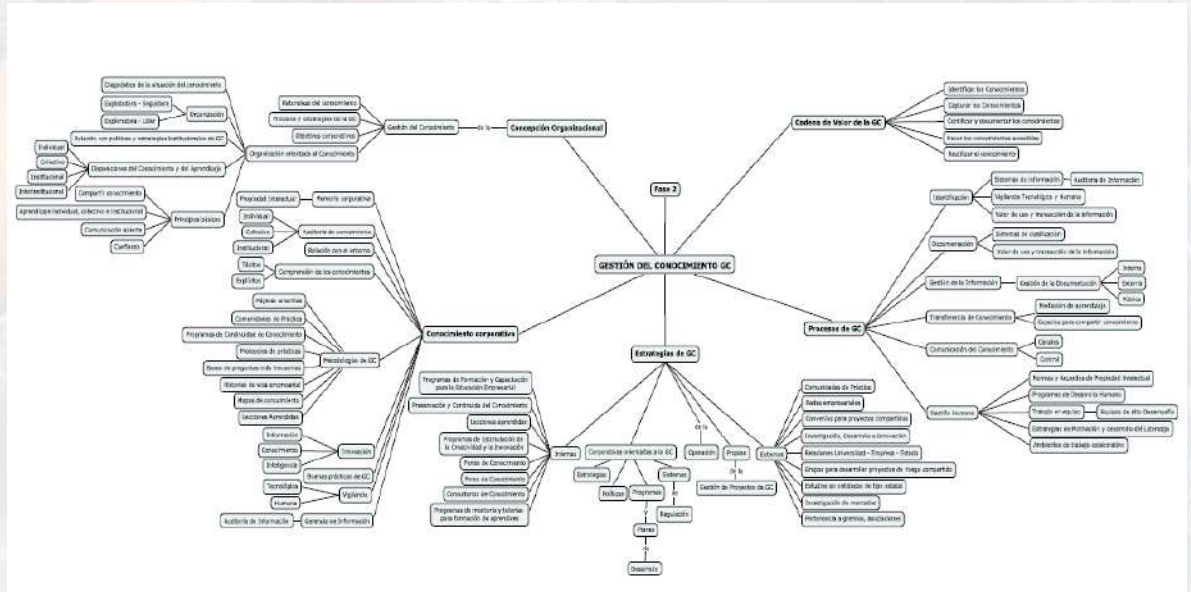 Diagnóstico de la situación del conocimiento
Explotadora - Seguidora
Exploradora - Líder
Organización
Relación con políticas y estrategias institucionales de GC
Individual
Colectivo
Institucional
Interinstitucional
Disposiciones del Conocimiento y del Aprendizaje
Compartir conocimiento
Aprendizaje individual, colectivo e institucional
Comunicación abierta
Confianza
Principios básicos
Organización orientada al Conocimiento
Naturaleza del conocimiento
Procesos y estrategias de la GC
Objetivos corporativos
Gestión del Conocimiento
de la
Concepción Organizacional
Cadena de Valor de la GC
Identificar los Conocimientos
Capturar los Conocimientos
Codificar y documentar los conocimientos
Hacer los conocimientos accesibles
Reutilizar el conocimiento
Fase 2
GESTIÓN DEL CONOCIMIENTO GC
Propiedad Intelectual
Memoria corporativa
Individual
Colectivo
Institucional
Auditoría de conocimiento
Relación con el entorno
Tácitos
Explícitos
Comprensión de los conocimientos
Conocimiento corporativo
Páginas amarillas
Comunidades de Práctica
Programas de Continuidad de Conocimiento
Protocolos de prácticas
Bases de preguntas más frecuentes
Historias de vida empresarial
Mapas de conocimiento
Lecciones Aprendidas
Metodologías de GC
Información
Conocimiento
Inteligencia
Innovación
Buenas prácticas de GC
Tecnológica
Humana
Vigilancia
Auditoría de Información
Gerencia de Información
Procesos de GC
Identificación
Sistemas de Información
Auditoría de Información
Vigilancia Tecnológica y Humana
Valor de uso y transacción de la información
Documentación
Sistemas de clasificación
Valor de uso y transacción de la información
Gestión de la Información
Gestión de la Documentación
Interna
Externa
Pública
Transferencia de Conocimiento
Mediación de aprendizaje
Espacios para compartir conocimiento
Comunicación del Conocimiento
Canales
Control
Gestión Humana
Normas y Acuerdos de Propiedad Intelectual
Programas de Desarrollo Humano
Trabajo en equipo
Equipos de Alto Desempeño
Estrategias de Motivación y desarrollo del Liderazgo
Ambientes de trabajo colaborativo
Estrategias de GC
Programas de Formación y Capacitación
para la Educación Empresarial
Preservación y Continuidad del Conocimiento
Lecciones aprendidas
Programas de Estimulación de
la Creatividad y la Innovación
Ferias de Conocimiento
Foros de Conocimiento
Consultorías de Conocimiento
Programas de mentoría y tutorías
para formación de aprendices
Internas
Corporativas orientadas a la GC
Estrategias
Políticas
Programas
y
Planes
de
Desarrollo
Sistemas
de
Regulación
de la
Operación
Propias
de la
Gestión de Proyectos de GC
Externas
Comunidades de Práctica
Redes empresariales
Convenios para proyectos compartidos
Investigación, Desarrollo e Innovación
Relaciones Universidad - Empresa - Estado
Grupos para desarrollar proyectos de riesgo compartido
Estudios en entidades de tipo estatal
Investigación de mercados
Pertenencia a gremios, asociaciones